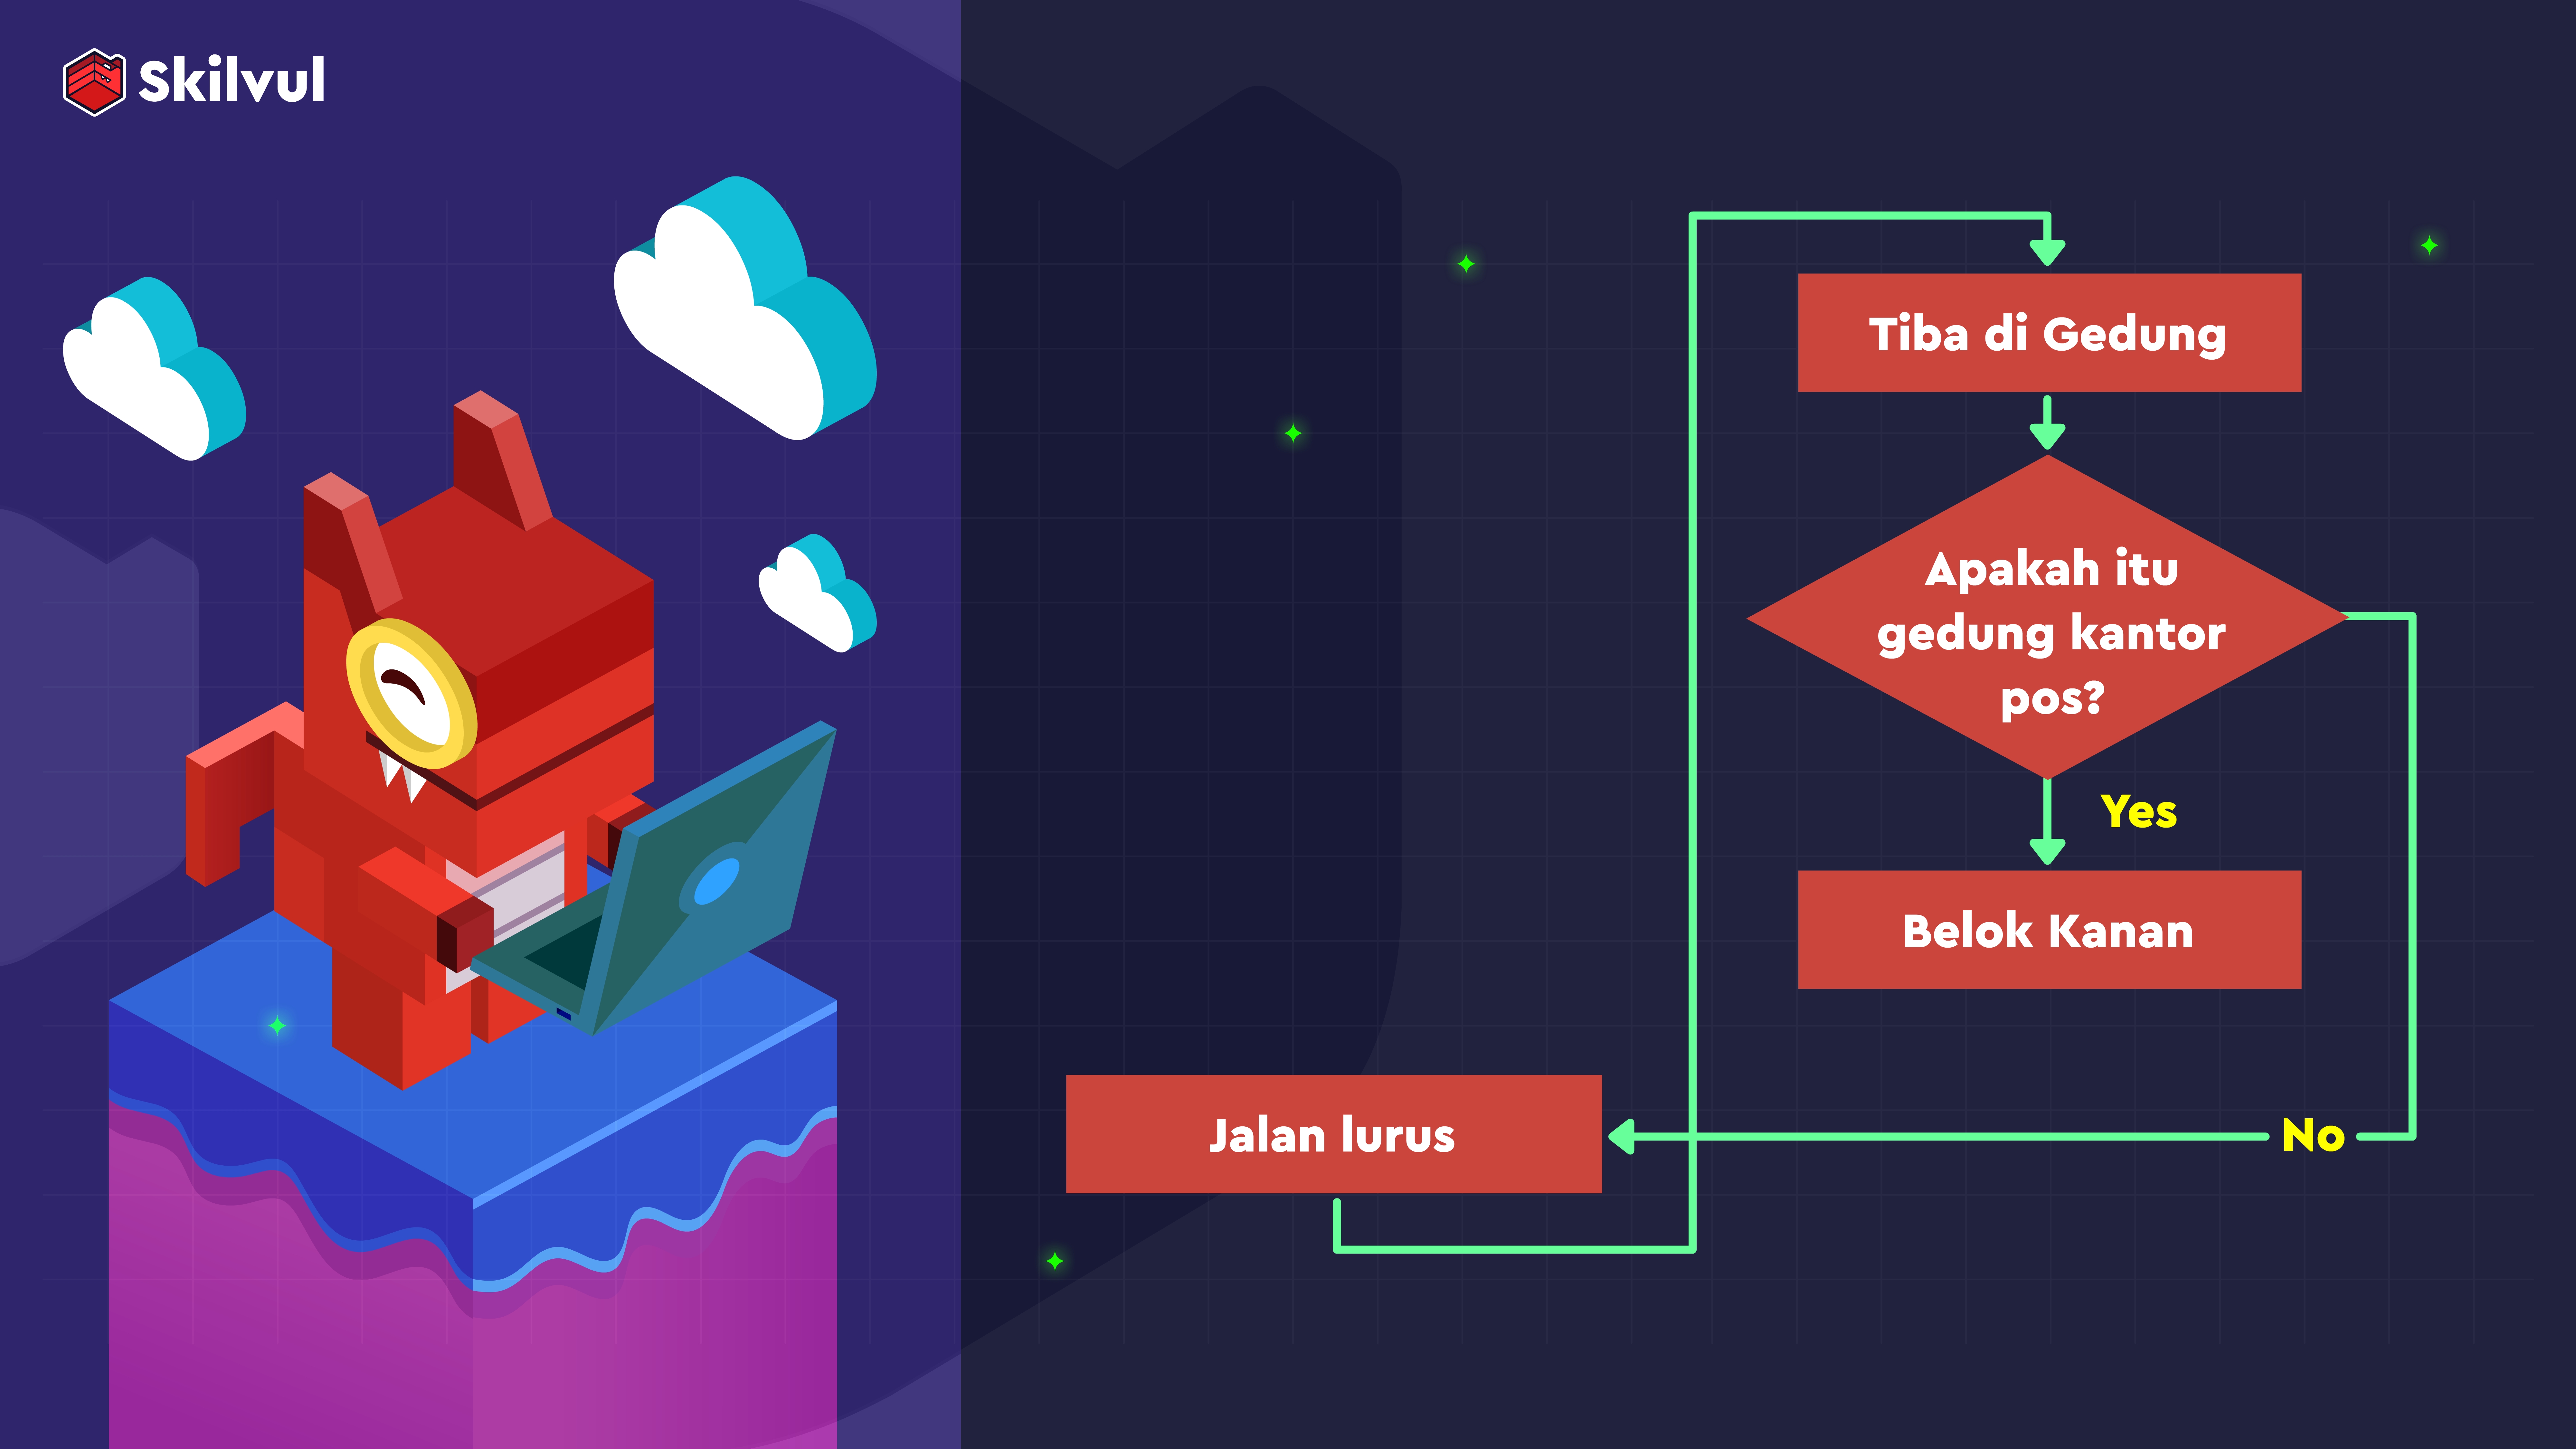 Skilvul
Tiba di Gedung
Apakah itu
gedung kantor
pos?
Yes
Belok Kanan
Jalan lurus
No